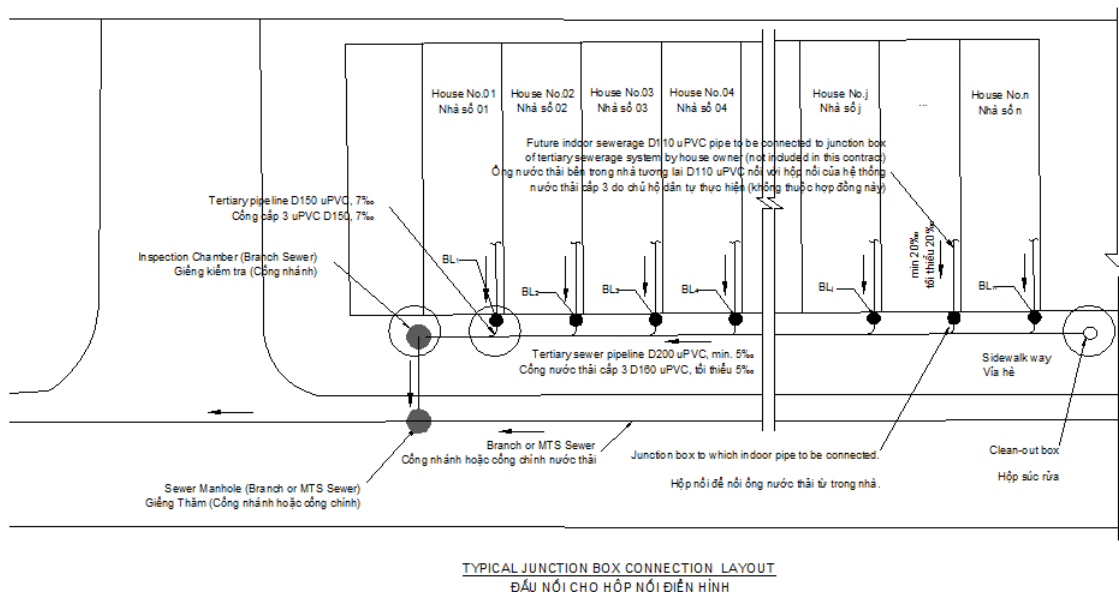 House No.01
Nhà số 01
House No.02
Nhà số 02
House No.03
Nhà số 03
House No.04
Nhà số 04
House No.j
Nhà số j
...
House No.n
Nhà số n
Future indoor sewerage D110 uPVC pipe to be connected to junction box
of tertiary sewerage system by house owner (not included in this contract)
Ống nước thải bên trong nhà tương lai D110 uPVC nối với hộp nối của hệ thống
nước thải cấp 3 do chủ hộ dân tự thực hiện (không thuộc hợp đồng này)
Tertiary pipeline D150 uPVC, 7‰
Cống cấp 3 uPVC D150, 7‰
Inspection Chamber (Branch Sewer)
Giếng kiểm tra (Cống nhánh)
BL₁
BL₂
BL₃
BL₄
BLⱼ
min 20‰
tối thiểu 20‰
BLₙ
Tertiary sewer pipeline D200 uPVC, min. 5‰
Cống nước thải cấp 3 D160 uPVC, tối thiểu 5‰
Sidewalk way
Vỉa hè
Branch or MTS Sewer
Cống nhánh hoặc cống chính nước thải
Junction box to which indoor pipe to be connected.
Hộp nối để nối ống nước thải từ trong nhà.
Clean-out box
Hộp súc rửa
Sewer Manhole (Branch or MTS Sewer)
Giếng Thăm (Cống nhánh hoặc cống chính)
TYPICAL JUNCTION BOX CONNECTION LAYOUT
ĐẤU NỐI CHO HỘP NỐI ĐIỂN HÌNH